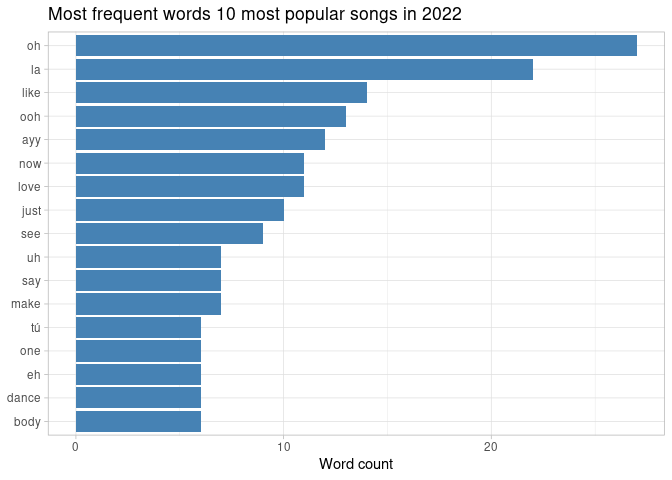 Most frequent words 10 most popular songs in 2022
oh
la
like
ooh
ayy
now
love
just
see
uh
say
make
tú
one
eh
dance
body
0 10 20
Word count